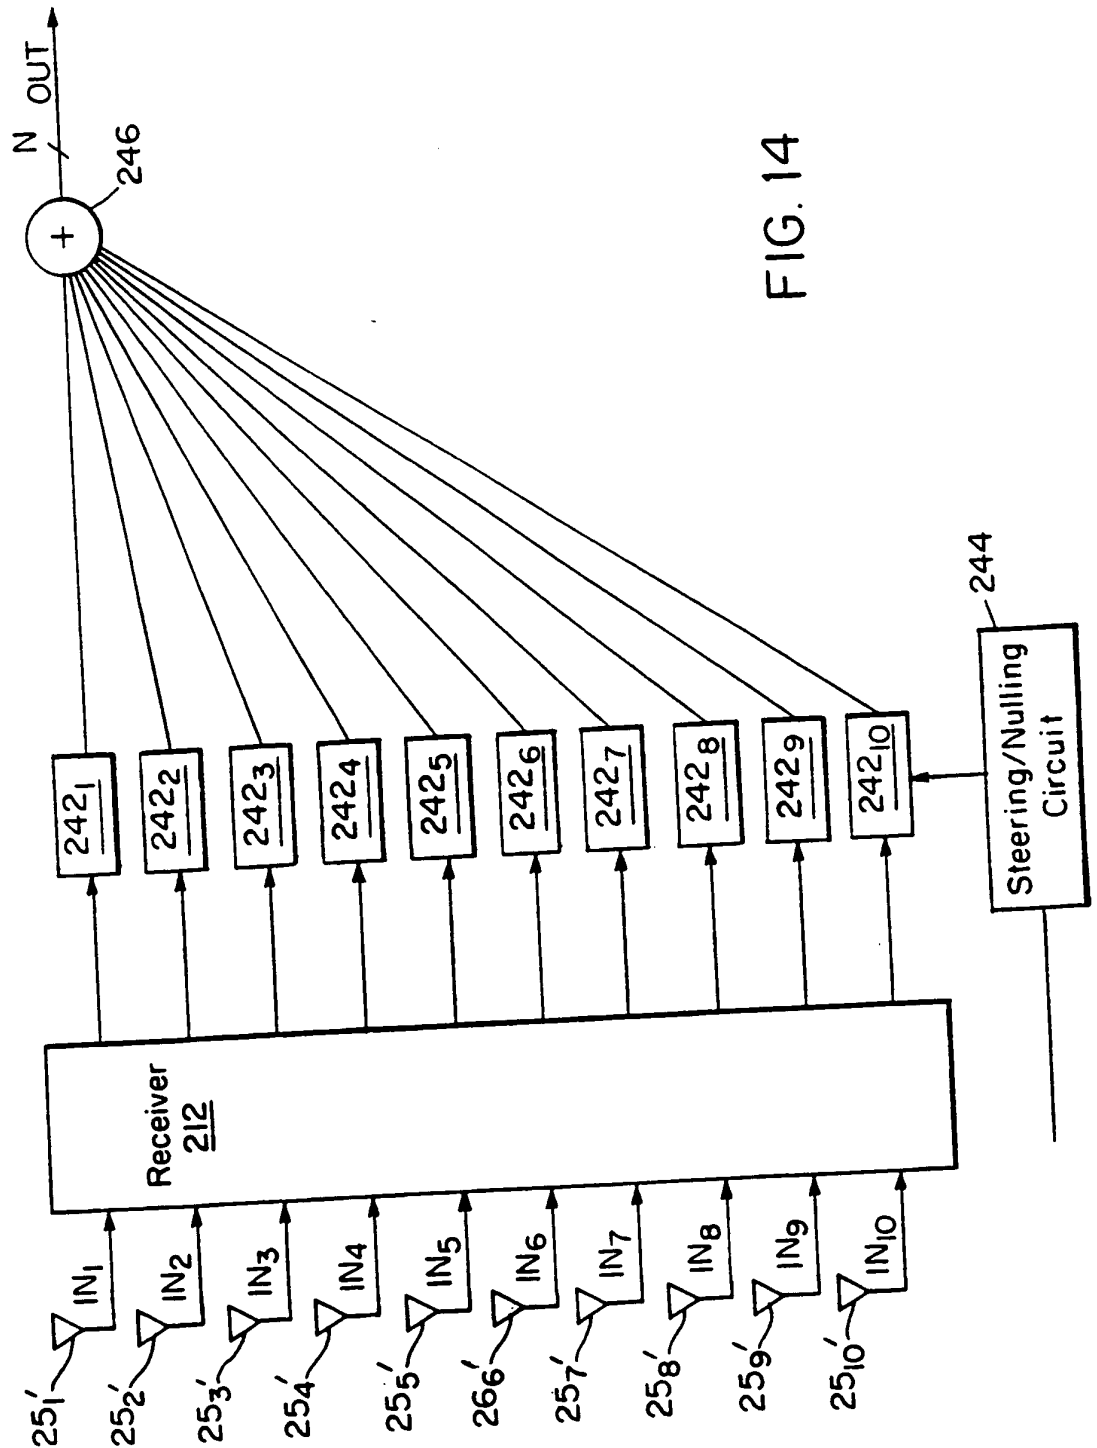 25₁'
IN₁
25₂'
IN₂
25₃'
IN₃
25₄'
IN₄
25₅'
IN₅
266'
IN₆
25₇'
IN₇
25₈'
IN₈
25₉'
IN₉
25₁₀'
IN₁₀
Receiver
212
242₁
242₂
242₃
242₄
242₅
242₆
242₇
242₈
242₉
242₁₀
Steering/Nulling
Circuit
244
+
246
N
OUT
FIG. 14